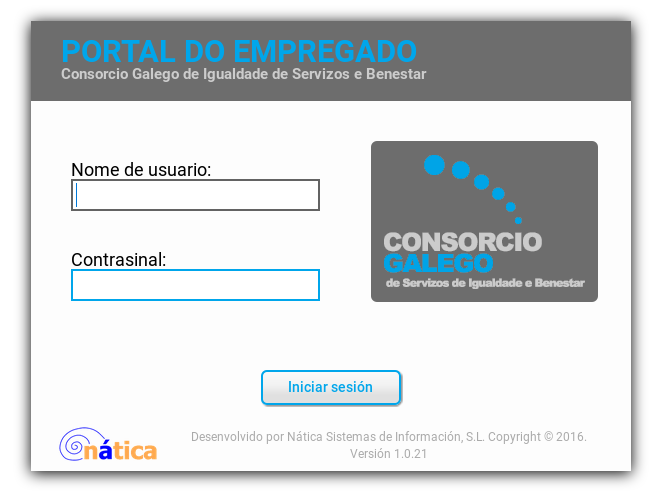 PORTAL DO EMPREGADO
Consorcio Galego de Igualdade de Servizos e Benestar
Nome de usuario:
Contrasinal:
CONSORCIO
GALEGO
de Servizos de Igualdade e Benestar
Iniciar sesión
nática
Desenvolvido por Nática Sistemas de Información, S.L. Copyright © 2016.
Versión 1.0.21